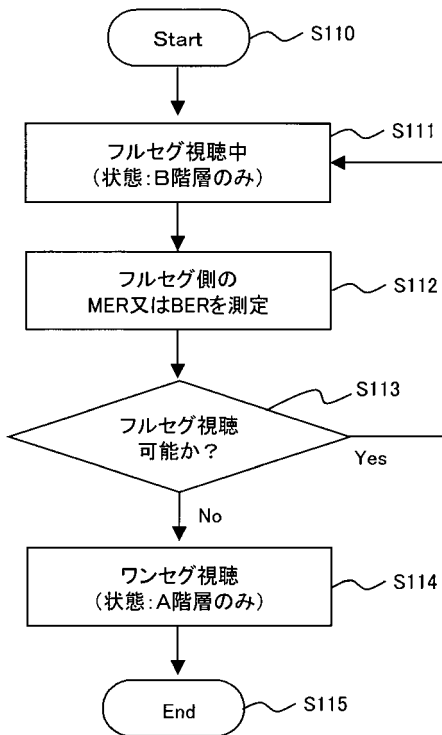 Start
S110
フルセグ視聴中
(状態:B階層のみ)
S111
フルセグ側の
MER又はBERを測定
S112
フルセグ視聴
可能か?
S113
Yes
No
ワンセグ視聴
(状態:A階層のみ)
S114
End
S115